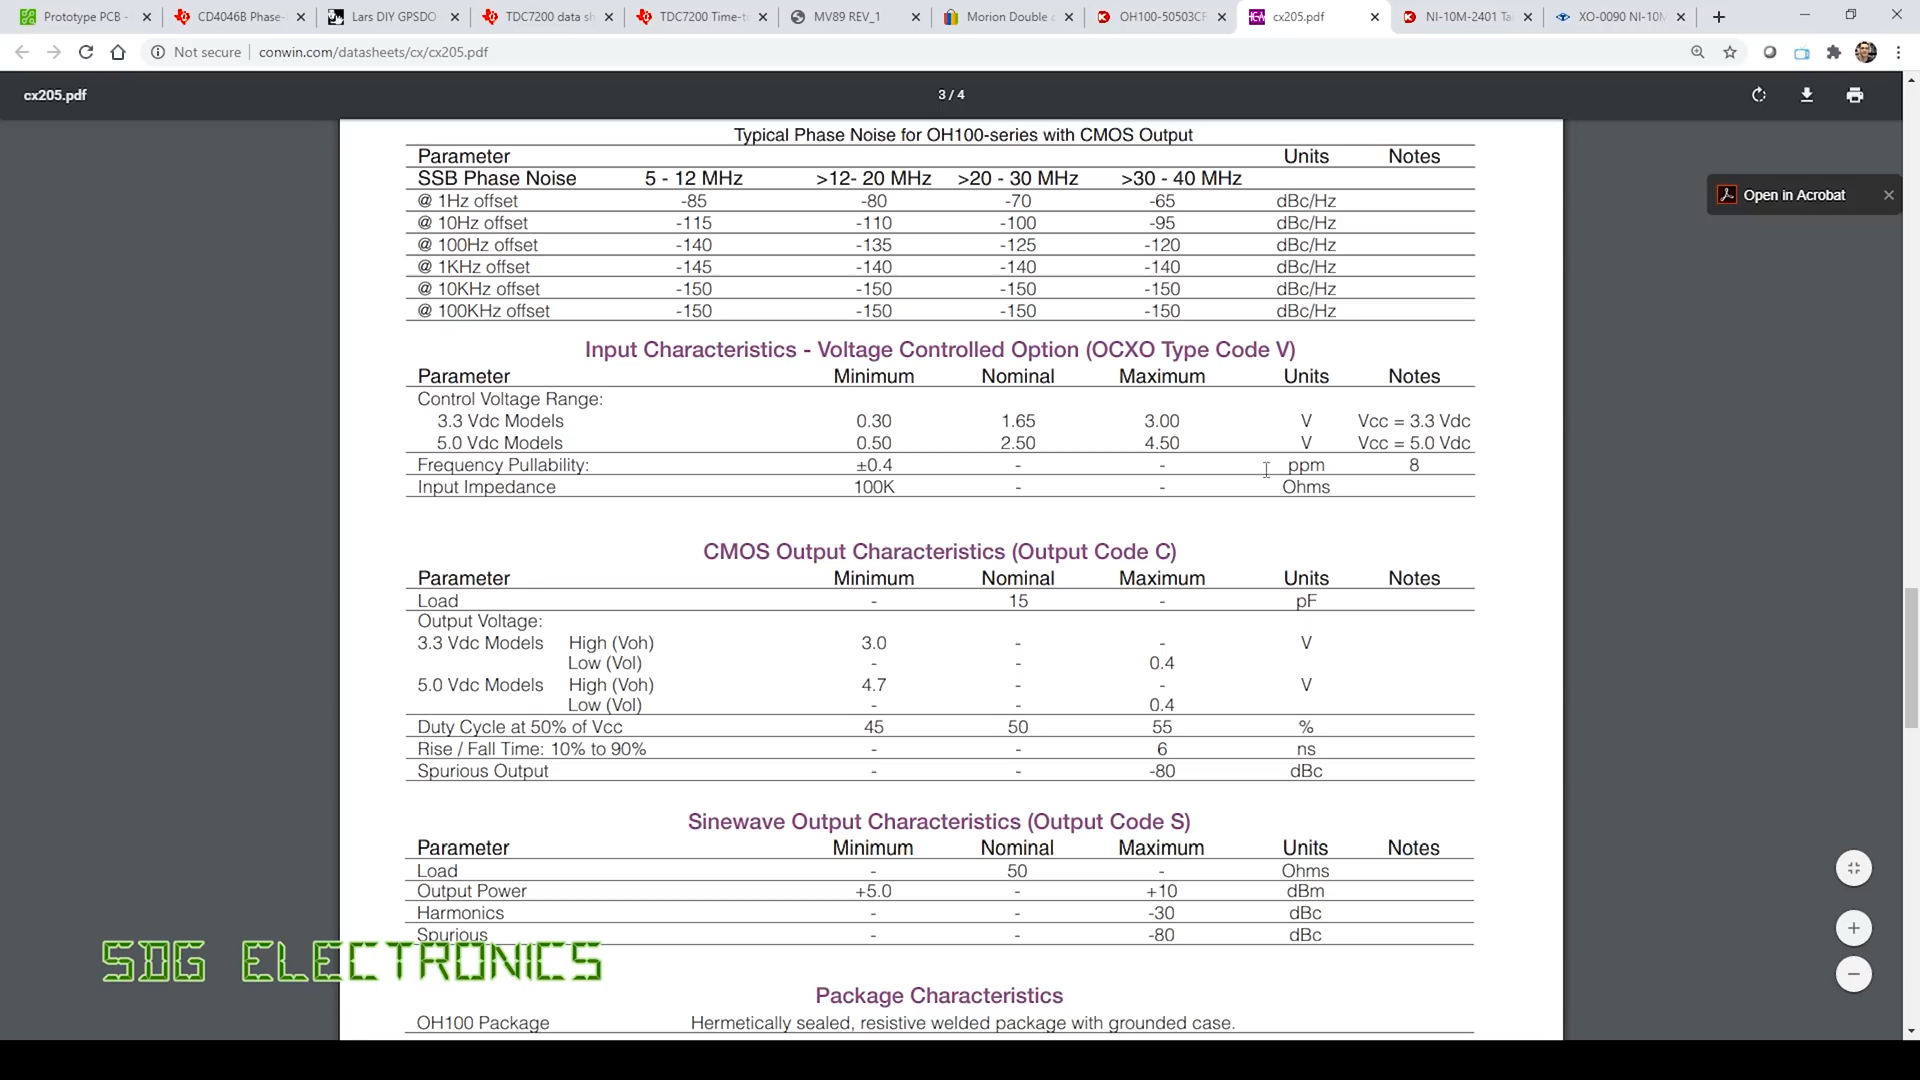 Prototype PCB -
CD4046B Phase-
Lars DIY GPSDO
TDC7200 data sh
TDC7200 Time-t
MV89 REV_1
Morion Double
OH100-50503CF
cx205.pdf
NI-10M-2401 Ta
XO-0090 NI-10M
Not secure conwin.com/datasheets/cx/cx205.pdf
cx205.pdf 3 / 4
Open in Acrobat
Typical Phase Noise for OH100-series with CMOS Output
Parameter Units Notes
SSB Phase Noise 5 - 12 MHz >12- 20 MHz >20 - 30 MHz >30 - 40 MHz
@ 1Hz offset -85 -80 -70 -65 dBc/Hz
@ 10Hz offset -115 -110 -100 -95 dBc/Hz
@ 100Hz offset -140 -135 -125 -120 dBc/Hz
@ 1KHz offset -145 -140 -140 -140 dBc/Hz
@ 10KHz offset -150 -150 -150 -150 dBc/Hz
@ 100KHz offset -150 -150 -150 -150 dBc/Hz
Input Characteristics - Voltage Controlled Option (OCXO Type Code V)
Parameter Minimum Nominal Maximum Units Notes
Control Voltage Range:
3.3 Vdc Models 0.30 1.65 3.00 V Vcc = 3.3 Vdc
5.0 Vdc Models 0.50 2.50 4.50 V Vcc = 5.0 Vdc
Frequency Pullability: ±0.4 - - ppm 8
Input Impedance 100K - - Ohms
CMOS Output Characteristics (Output Code C)
Parameter Minimum Nominal Maximum Units Notes
Load - 15 - pF
Output Voltage:
3.3 Vdc Models High (Voh) 3.0 - - V
Low (Vol) - - 0.4
5.0 Vdc Models High (Voh) 4.7 - - V
Low (Vol) - - 0.4
Duty Cycle at 50% of Vcc 45 50 55 %
Rise / Fall Time: 10% to 90% - - 6 ns
Spurious Output - - -80 dBc
Sinewave Output Characteristics (Output Code S)
Parameter Minimum Nominal Maximum Units Notes
Load - 50 - Ohms
Output Power +5.0 - +10 dBm
Harmonics - - -30 dBc
Spurious - - -80 dBc
SDG ELECTRONICS
Package Characteristics
OH100 Package Hermetically sealed, resistive welded package with grounded case.